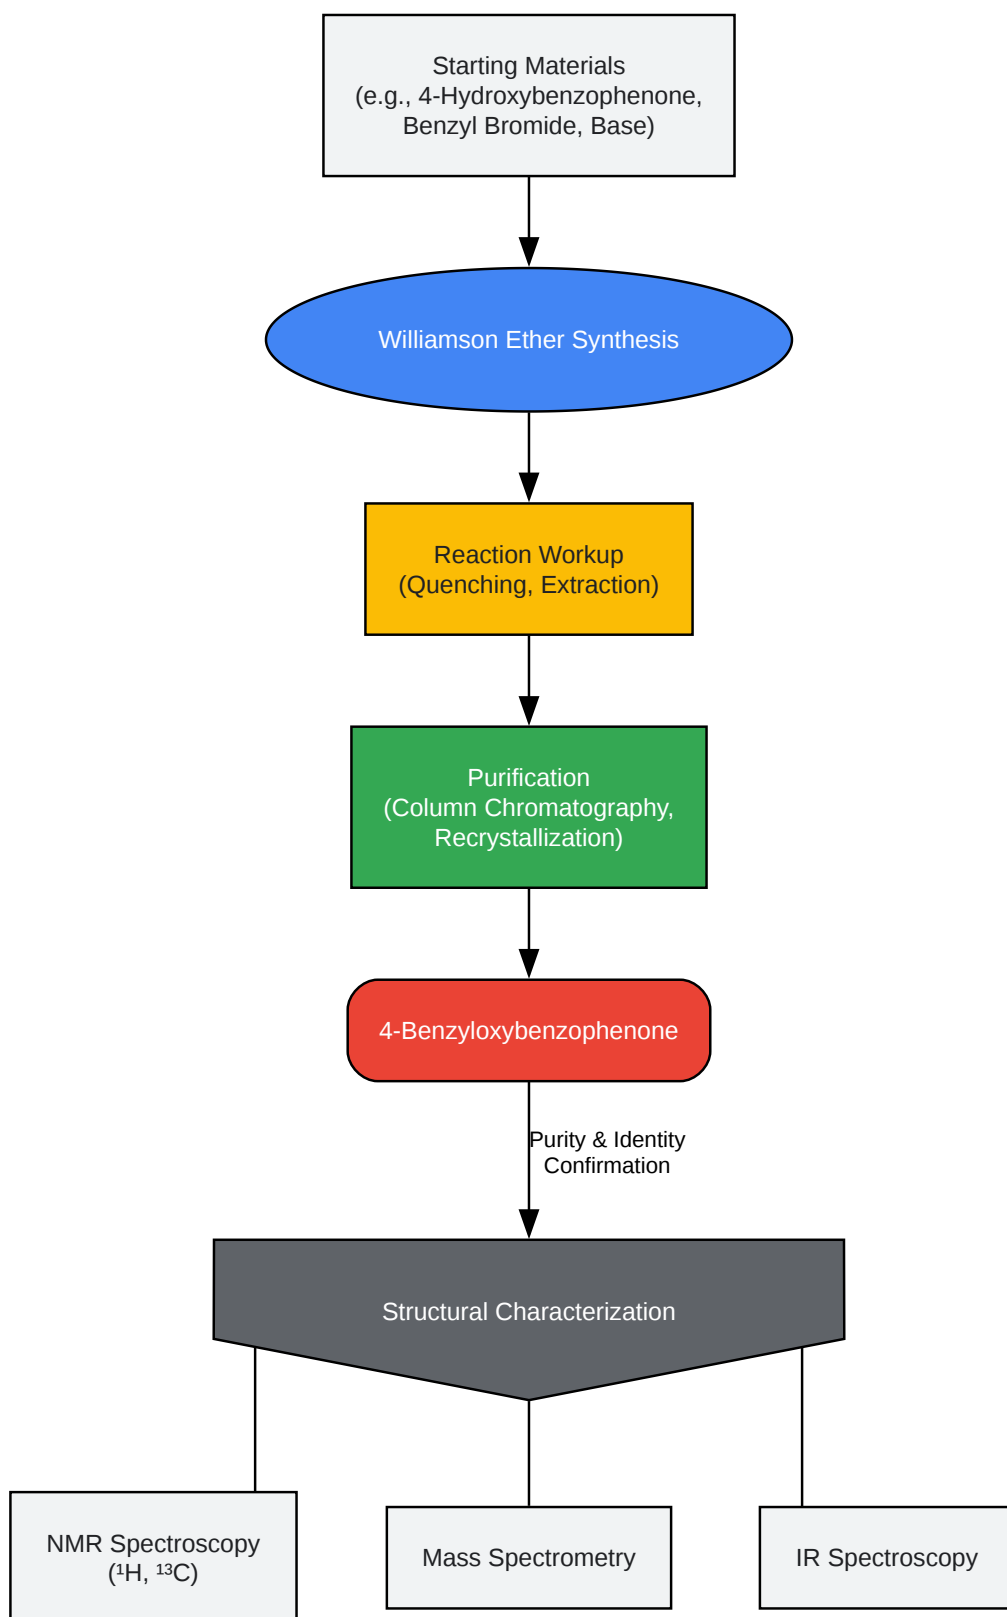 Starting Materials
(e.g., 4-Hydroxybenzophenone,
Benzyl Bromide, Base)
Williamson Ether Synthesis
Reaction Workup
(Quenching, Extraction)
Purification
(Column Chromatography,
Recrystallization)
4-Benzyloxybenzophenone
Purity & Identity
Confirmation
Structural Characterization
NMR Spectroscopy
(¹H, ¹³C)
Mass Spectrometry
IR Spectroscopy